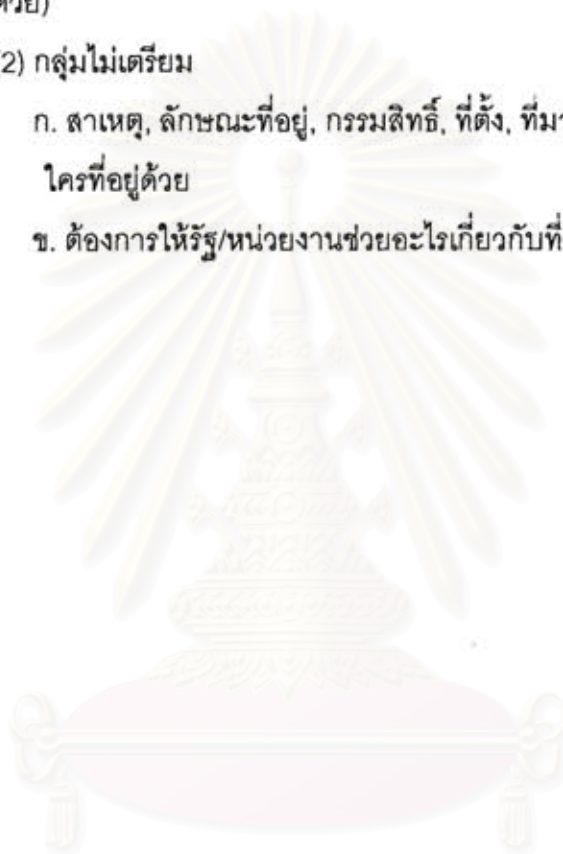 ด้วย)
2) กลุ่มไม่เตรียม
ก. สาเหตุ, ลักษณะที่อยู่, กรรมสิทธิ์, ที่ตั้ง,
ใครที่อยู่ด้วย
ข. ต้องการให้รัฐ/หน่วยงานช่วยอะไรเกี่ยวกับที่